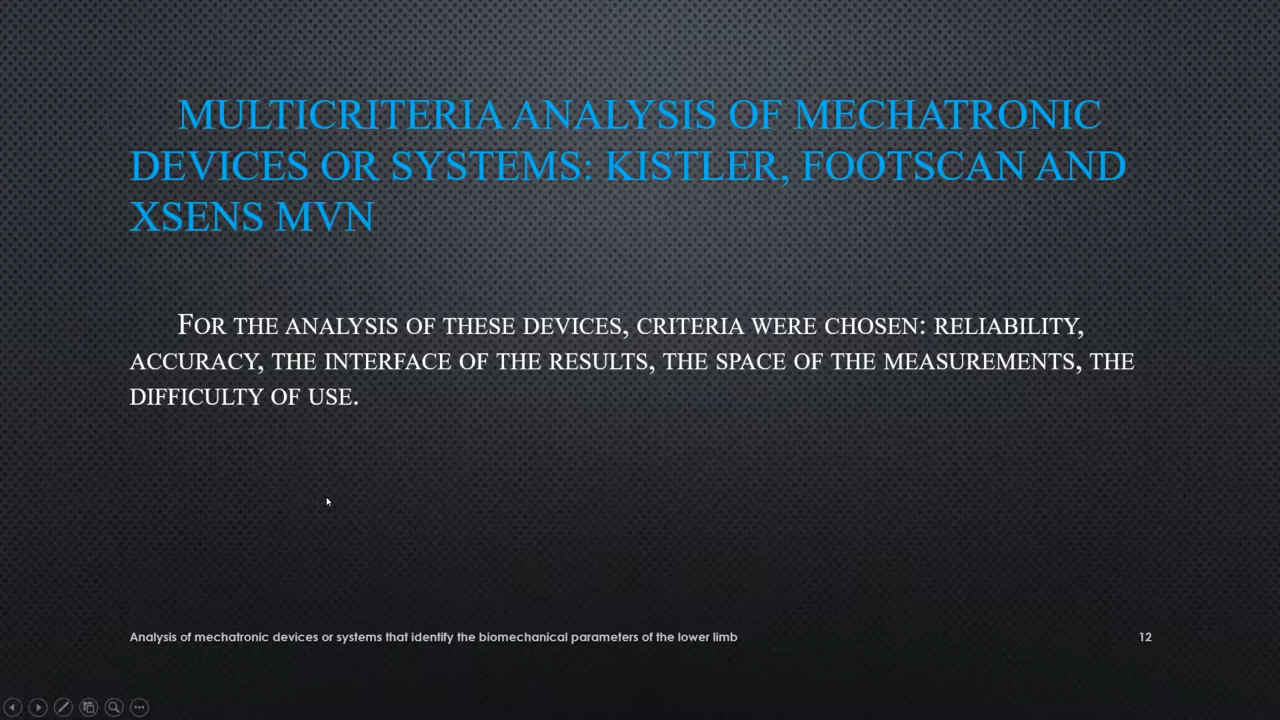 MULTICRITERIA ANALYSIS OF MECHATRONIC
DEVICES OR SYSTEMS: KISTLER, FOOTSCAN AND
XSENS MVN
FOR THE ANALYSIS OF THESE DEVICES, CRITERIA WERE CHOSEN: RELIABILITY,
ACCURACY, THE INTERFACE OF THE RESULTS, THE SPACE OF THE MEASUREMENTS, THE
DIFFICULTY OF USE.
Analysis of mechatronic devices or systems that identify the biomechanical parameters of the lower limb
12